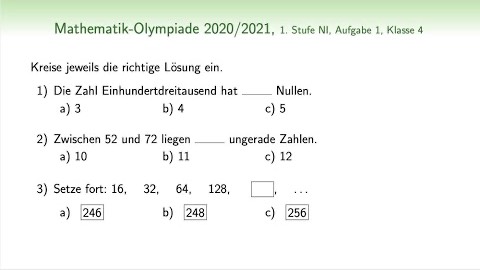 Mathematik-Olympiade 2020/2021, 1. Stufe NI, Aufgabe 1, Klasse 4
Kreise jeweils die richtige Lösung ein.
1) Die Zahl Einhundertdreitausend hat ____ Nullen.
a) 3 b) 4 c) 5
2) Zwischen 52 und 72 liegen ____ ungerade Zahlen.
a) 10 b) 11 c) 12
3) Setze fort: 16, 32, 64, 128, , ...
a) 246 b) 248 c) 256